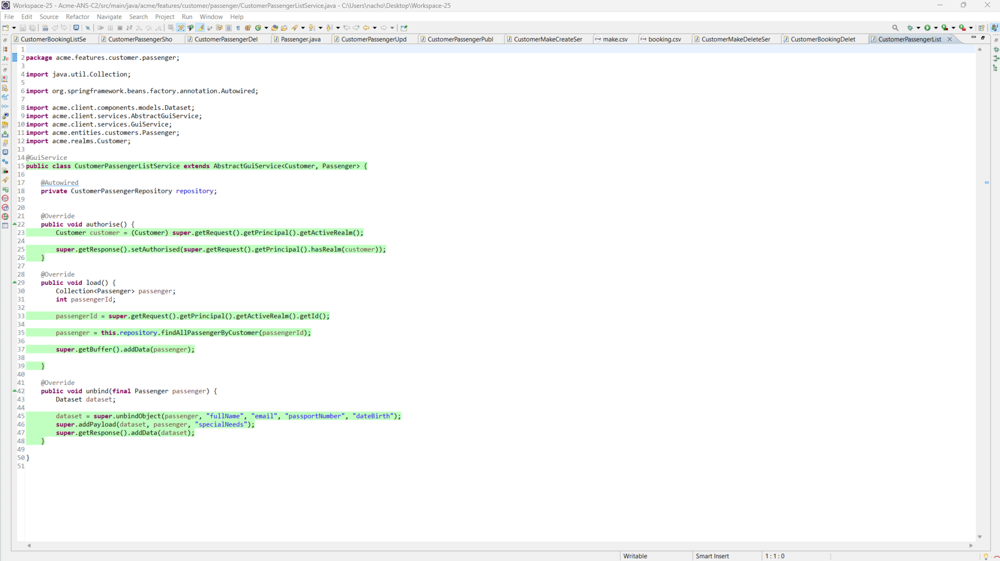 Workspace-25 - Acme-ANS-C2/src/main/java/acme/features/customer/passenger/CustomerPassengerListService.java - C:\Users\nacho\Desktop\Workspace-25
File Edit Source Refactor Navigate Search Project Run Window Help
CustomerBookingListSe CustomerPassengerSho CustomerPassengerDel Passenger.java CustomerPassengerUpd CustomerPassengerPubl CustomerMakeCreateSer make.csv booking.csv CustomerMakeDeleteSer CustomerBookingDelet CustomerPassengerList
1
2 package acme.features.customer.passenger;
3
4 import java.util.Collection;
5
6 import org.springframework.beans.factory.annotation.Autowired;
7
8 import acme.client.components.models.Dataset;
9 import acme.client.services.AbstractGuiService;
10 import acme.client.services.GuiService;
11 import acme.entities.customers.Passenger;
12 import acme.realms.Customer;
13
14 @GuiService
15 public class CustomerPassengerListService extends AbstractGuiService<Customer, Passenger> {
16
17 @Autowired
18 private CustomerPassengerRepository repository;
19
20
21 @Override
22 public void authorise() {
23 Customer customer = (Customer) super.getRequest().getPrincipal().getActiveRealm();
24
25 super.getResponse().setAuthorised(super.getRequest().getPrincipal().hasRealm(customer));
26 }
27
28 @Override
29 public void load() {
30 Collection<Passenger> passenger;
31 int passengerId;
32
33 passengerId = super.getRequest().getPrincipal().getActiveRealm().getId();
34
35 passenger = this.repository.findAllPassengerByCustomer(passengerId);
36
37 super.getBuffer().addData(passenger);
38
39 }
40
41 @Override
42 public void unbind(final Passenger passenger) {
43 Dataset dataset;
44
45 dataset = super.unbindObject(passenger, "fullName", "email", "passportNumber", "dateBirth");
46 super.addPayload(dataset, passenger, "specialNeeds");
47 super.getResponse().addData(dataset);
48 }
49
50 }
51
Writable Smart Insert 1 : 1 : 0